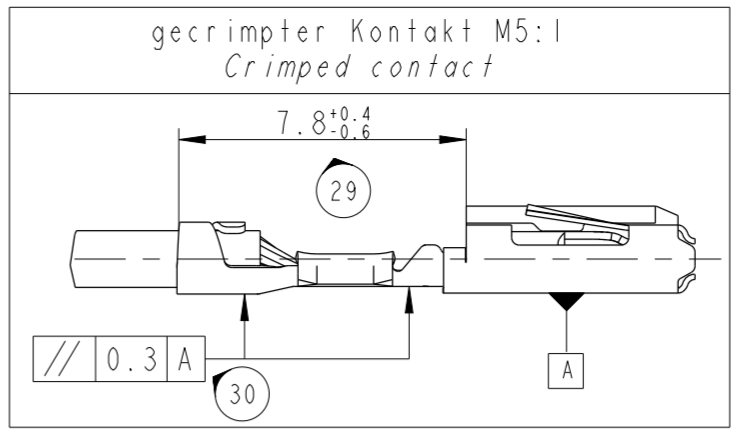 gecrimpter Kontakt M5:1
Crimped contact
7.8 +0.4 -0.6
29
// 0.3 A
30
A